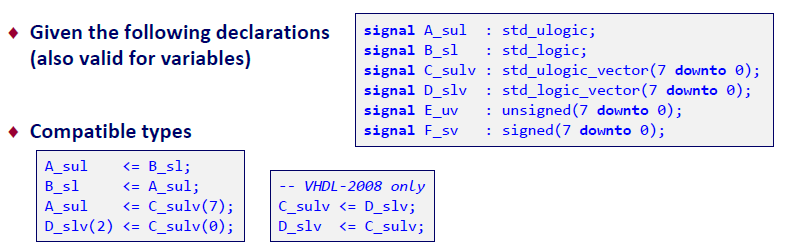 ♦ Given the following declarations
(also valid for variables)
signal A_sul  : std_ulogic;
signal B_sl   : std_logic;
signal C_sulv : std_ulogic_vector(7 downto 0);
signal D_slv  : std_logic_vector(7 downto 0);
signal E_uv   : unsigned(7 downto 0);
signal F_sv   : signed(7 downto 0);
♦ Compatible types
A_sul    <= B_sl;
B_sl     <= A_sul;
A_sul    <= C_sulv(7);
D_slv(2) <= C_sulv(0);
-- VHDL-2008 only
C_sulv <= D_slv;
D_slv  <= C_sulv;